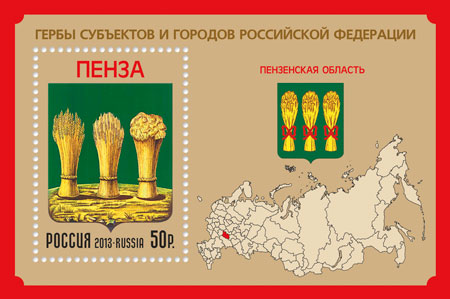 ГЕРБЫ СУБЪЕКТОВ И ГОРОДОВ РОССИЙСКОЙ ФЕДЕРАЦИИ
ПЕНЗА
РОССИЯ 2013·RUSSIA 50Р.
ПЕНЗЕНСКАЯ ОБЛАСТЬ